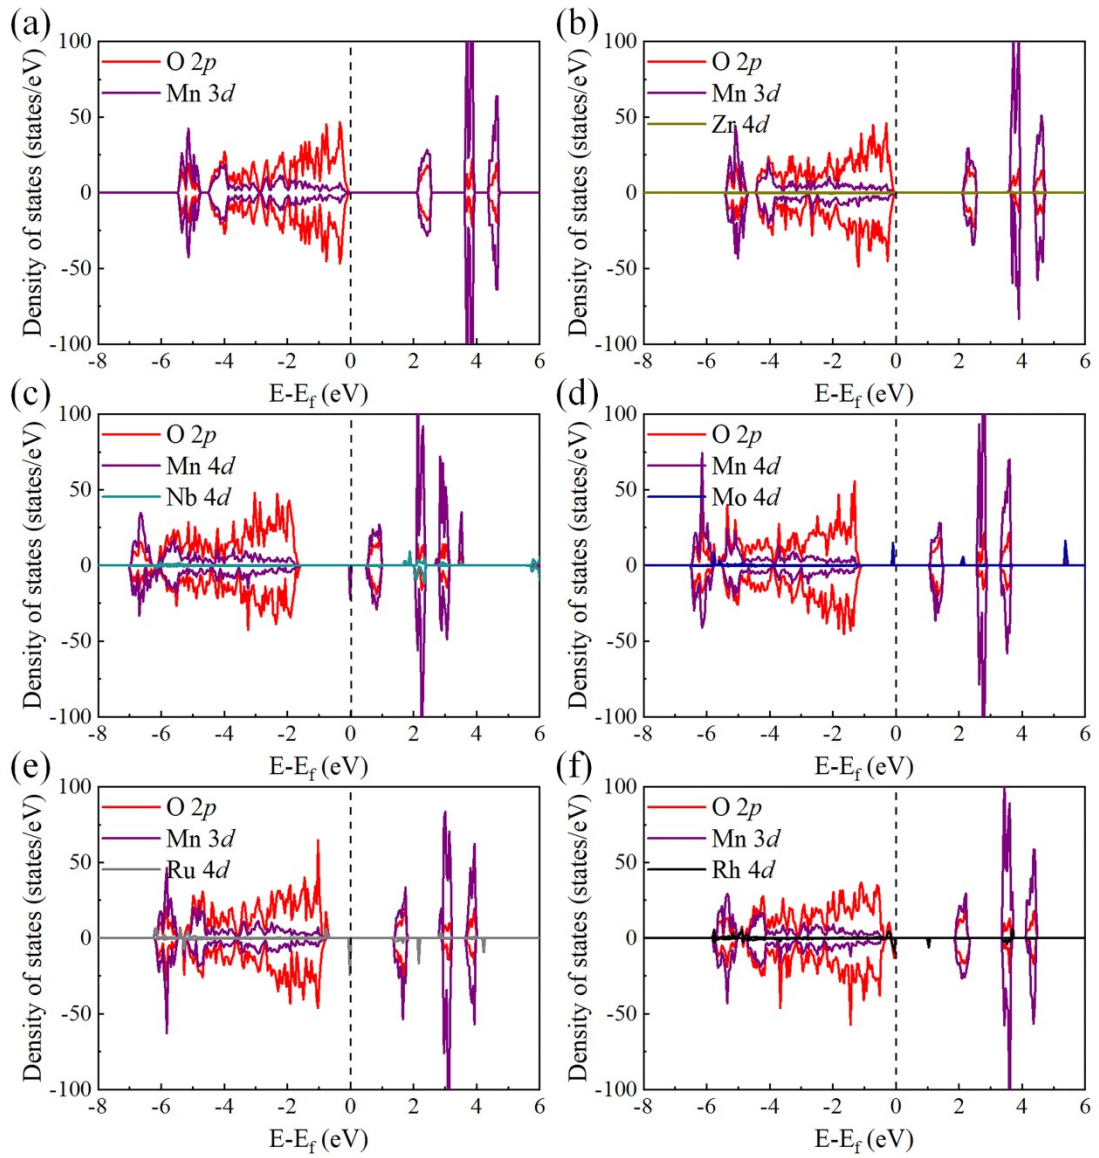 (a)
100
50
0
-50
-100
Density of states (states/eV)
O 2p
Mn 3d
-8 -6 -4 -2 0 2 4 6
E-E_f (eV)
(b)
100
50
0
-50
-100
Density of states (states/eV)
O 2p
Mn 3d
Zr 4d
-8 -6 -4 -2 0 2 4 6
E-E_f (eV)
(c)
100
50
0
-50
-100
Density of states (states/eV)
O 2p
Mn 4d
Nb 4d
-8 -6 -4 -2 0 2 4 6
E-E_f (eV)
(d)
100
50
0
-50
-100
Density of states (states/eV)
O 2p
Mn 4d
Mo 4d
-8 -6 -4 -2 0 2 4 6
E-E_f (eV)
(e)
100
50
0
-50
-100
Density of states (states/eV)
O 2p
Mn 3d
Ru 4d
-8 -6 -4 -2 0 2 4 6
E-E_f (eV)
(f)
100
50
0
-50
-100
Density of states (states/eV)
O 2p
Mn 3d
Rh 4d
-8 -6 -4 -2 0 2 4 6
E-E_f (eV)